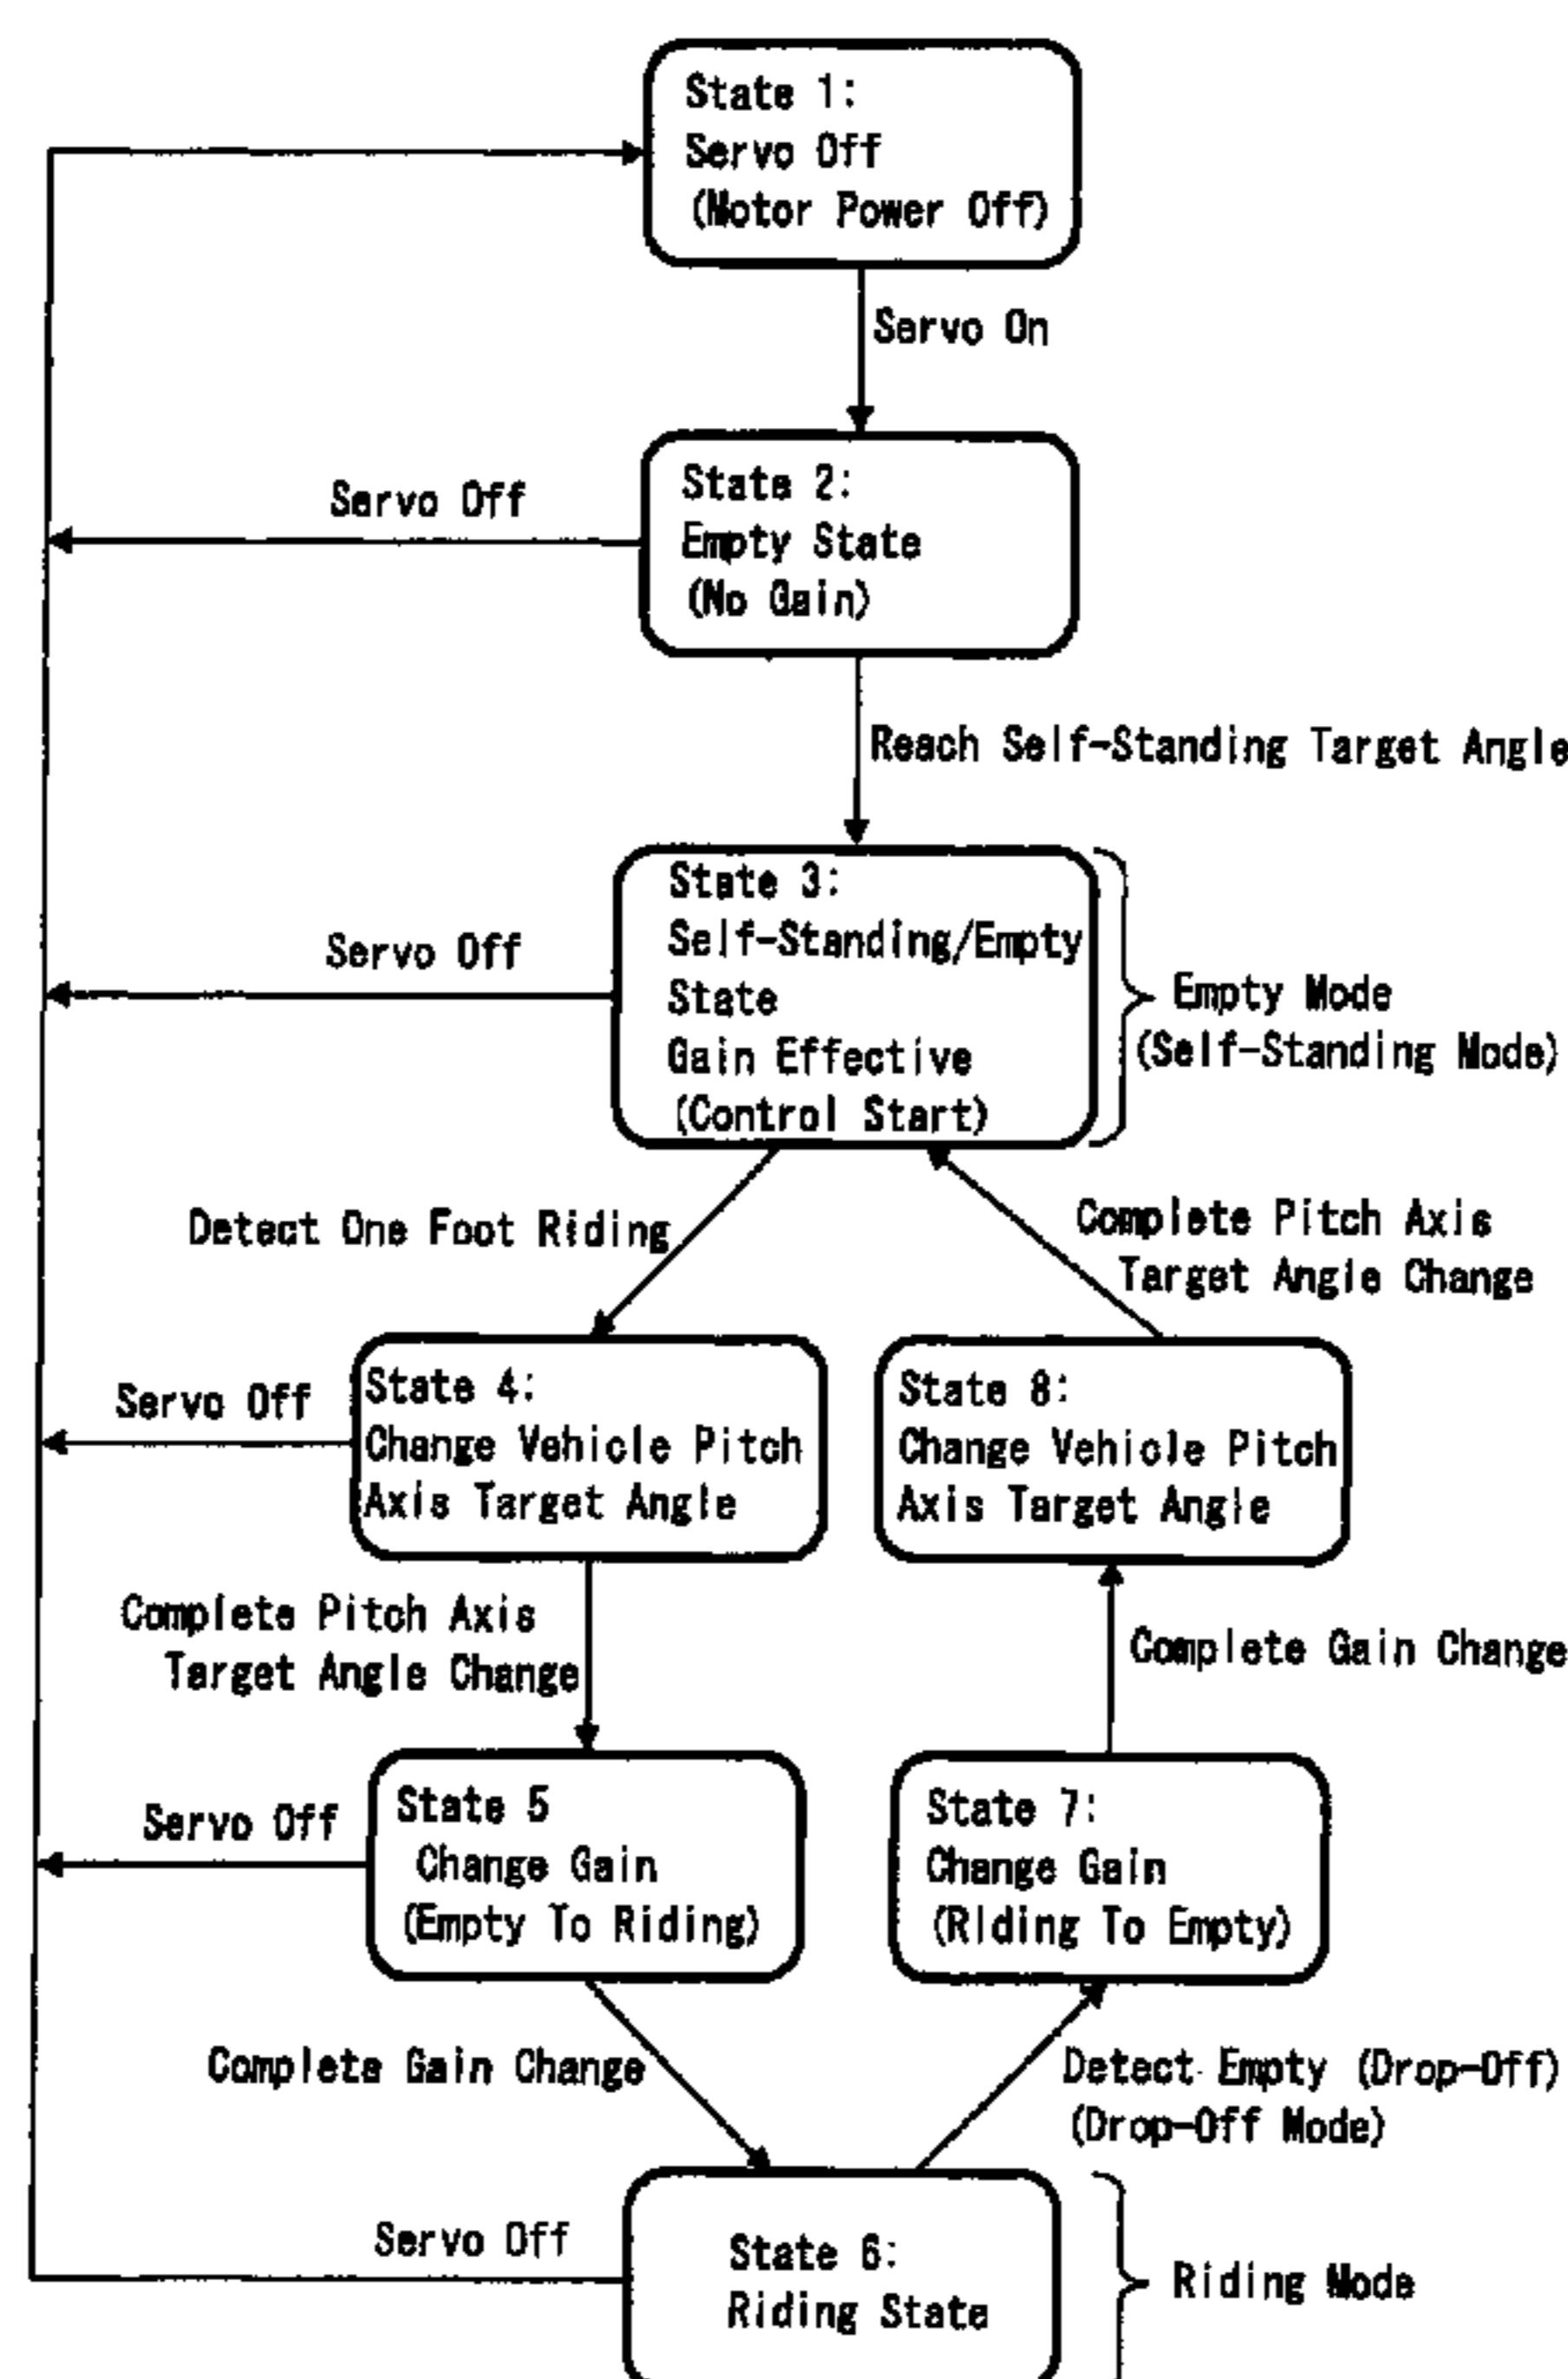 State 1:
Servo Off
(Motor Power Off)
Servo On
Servo Off
State 2:
Empty State
(No Gain)
Reach Self-Standing Target Angle
State 3:
Self-Standing/Empty
State
Gain Effective
(Control Start)
Servo Off
Empty Mode
(Self-Standing Mode)
Detect One Foot Riding
Complete Pitch Axis
Target Angle Change
Servo Off
State 4:
Change Vehicle Pitch
Axis Target Angle
State 8:
Change Vehicle Pitch
Axis Target Angle
Complete Pitch Axis
Target Angle Change
Complete Gain Change
Servo Off
State 5
Change Gain
(Empty To Riding)
State 7:
Change Gain
(Riding To Empty)
Complete Gain Change
Detect Empty (Drop-Off)
(Drop-Off Mode)
Servo Off
State 6:
Riding State
Riding Mode